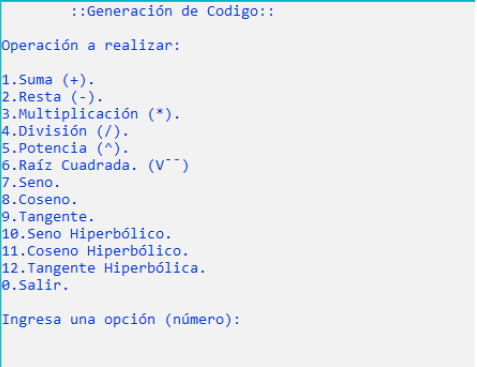 ::Generación de Codigo::
Operación a realizar:
1.Suma (+).
2.Resta (-).
3.Multiplicación (*).
4.División (/).
5.Potencia (^).
6.Raíz Cuadrada. (V¯¯)
7.Seno.
8.Coseno.
9.Tangente.
10.Seno Hiperbólico.
11.Coseno Hiperbólico.
12.Tangente Hiperbólica.
0.Salir.
Ingresa una opción (número):